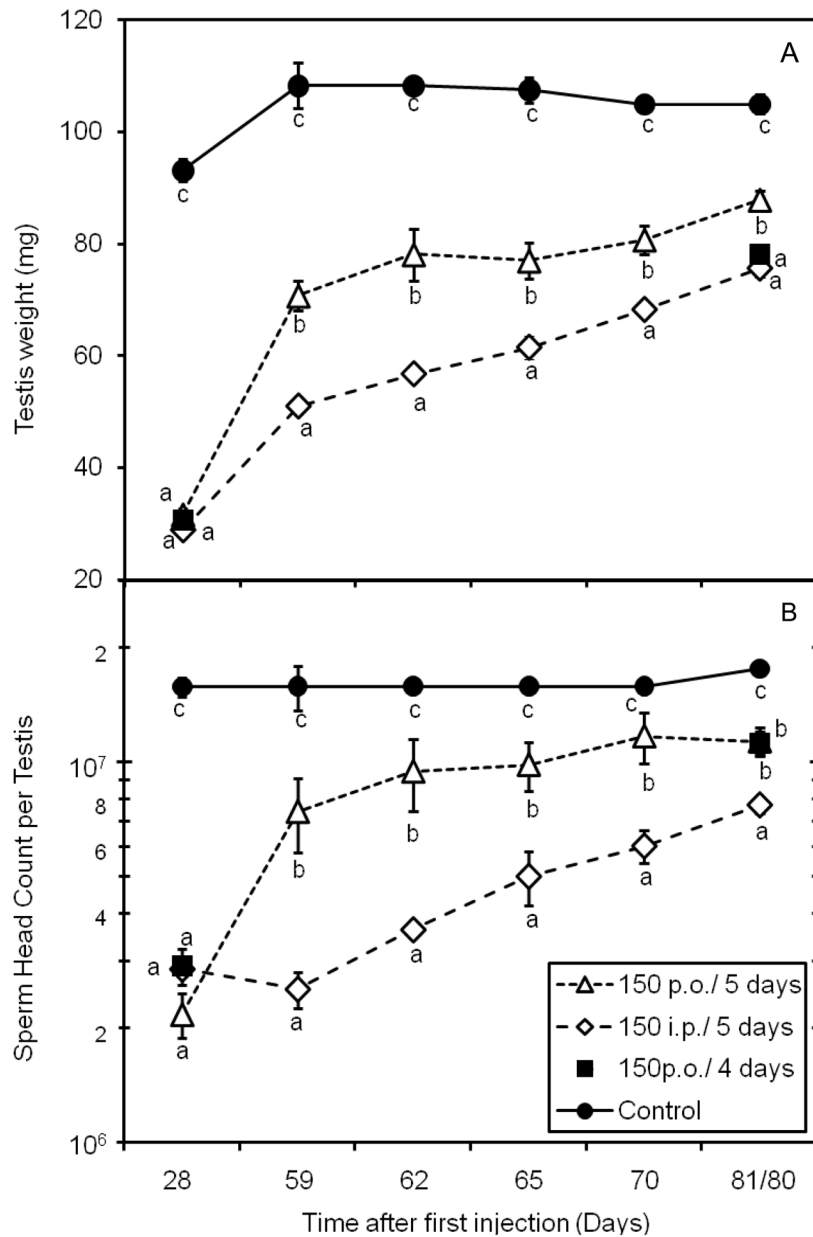 120
A
100
80
60
40
20
Testis weight (mg)
c
c
c
c
c
c
b
b
b
b
b
a
a
a
a
a
a
a
a
a
B
2
10⁷
8
6
4
2
10⁶
Sperm Head Count per Testis
c
c
c
c
c
c
b
b
b
b
b
b
a
a
a
a
a
a
a
a
150 p.o./ 5 days
150 i.p./ 5 days
150p.o./ 4 days
Control
28 59 62 65 70 81/80
Time after first injection (Days)